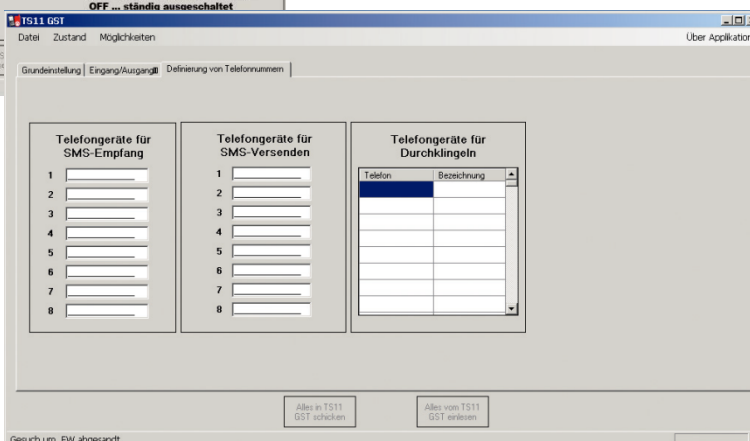 OFF ... ständig ausgeschaltet
TS11 GST
Datei Zustand Möglichkeiten Über Applikation
Grundeinstellung Eingang/Ausgang Definierung von Telefonnummern
Telefongeräte für
SMS-Empfang
1
2
3
4
5
6
7
8
Telefongeräte für
SMS-Versenden
1
2
3
4
5
6
7
8
Telefongeräte für
Durchklingeln
Telefon Bezeichnung
Alles in TS11
GST schicken
Alles vom TS11
GST einlesen
Gesuch um FW abgesandt